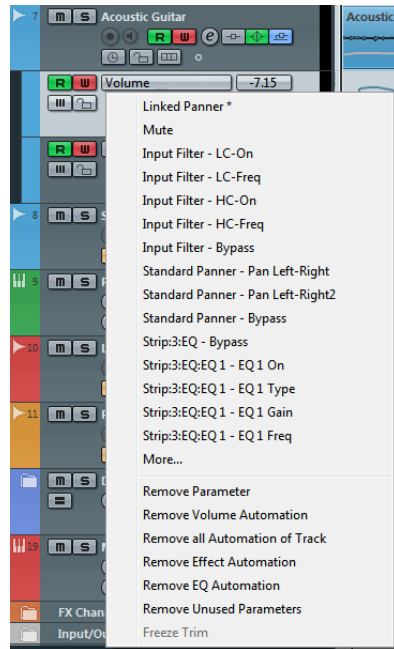 7 m S Acoustic Guitar
Acoustic
R W e
R W Volume -7.15
Linked Panner *
Mute
R W
Input Filter - LC-On
Input Filter - LC-Freq
Input Filter - HC-On
8 m S S
Input Filter - HC-Freq
Input Filter - Bypass
Standard Panner - Pan Left-Right
9 m S
Standard Panner - Pan Left-Right2
Standard Panner - Bypass
10 m S L
Strip:3:EQ - Bypass
Strip:3:EQ:EQ 1 - EQ 1 On
Strip:3:EQ:EQ 1 - EQ 1 Type
11 m S
Strip:3:EQ:EQ 1 - EQ 1 Gain
Strip:3:EQ:EQ 1 - EQ 1 Freq
More...
m S
Remove Parameter
Remove Volume Automation
Remove all Automation of Track
19 m S
Remove Effect Automation
Remove EQ Automation
FX Chan
Remove Unused Parameters
Input/Ou
Freeze Trim